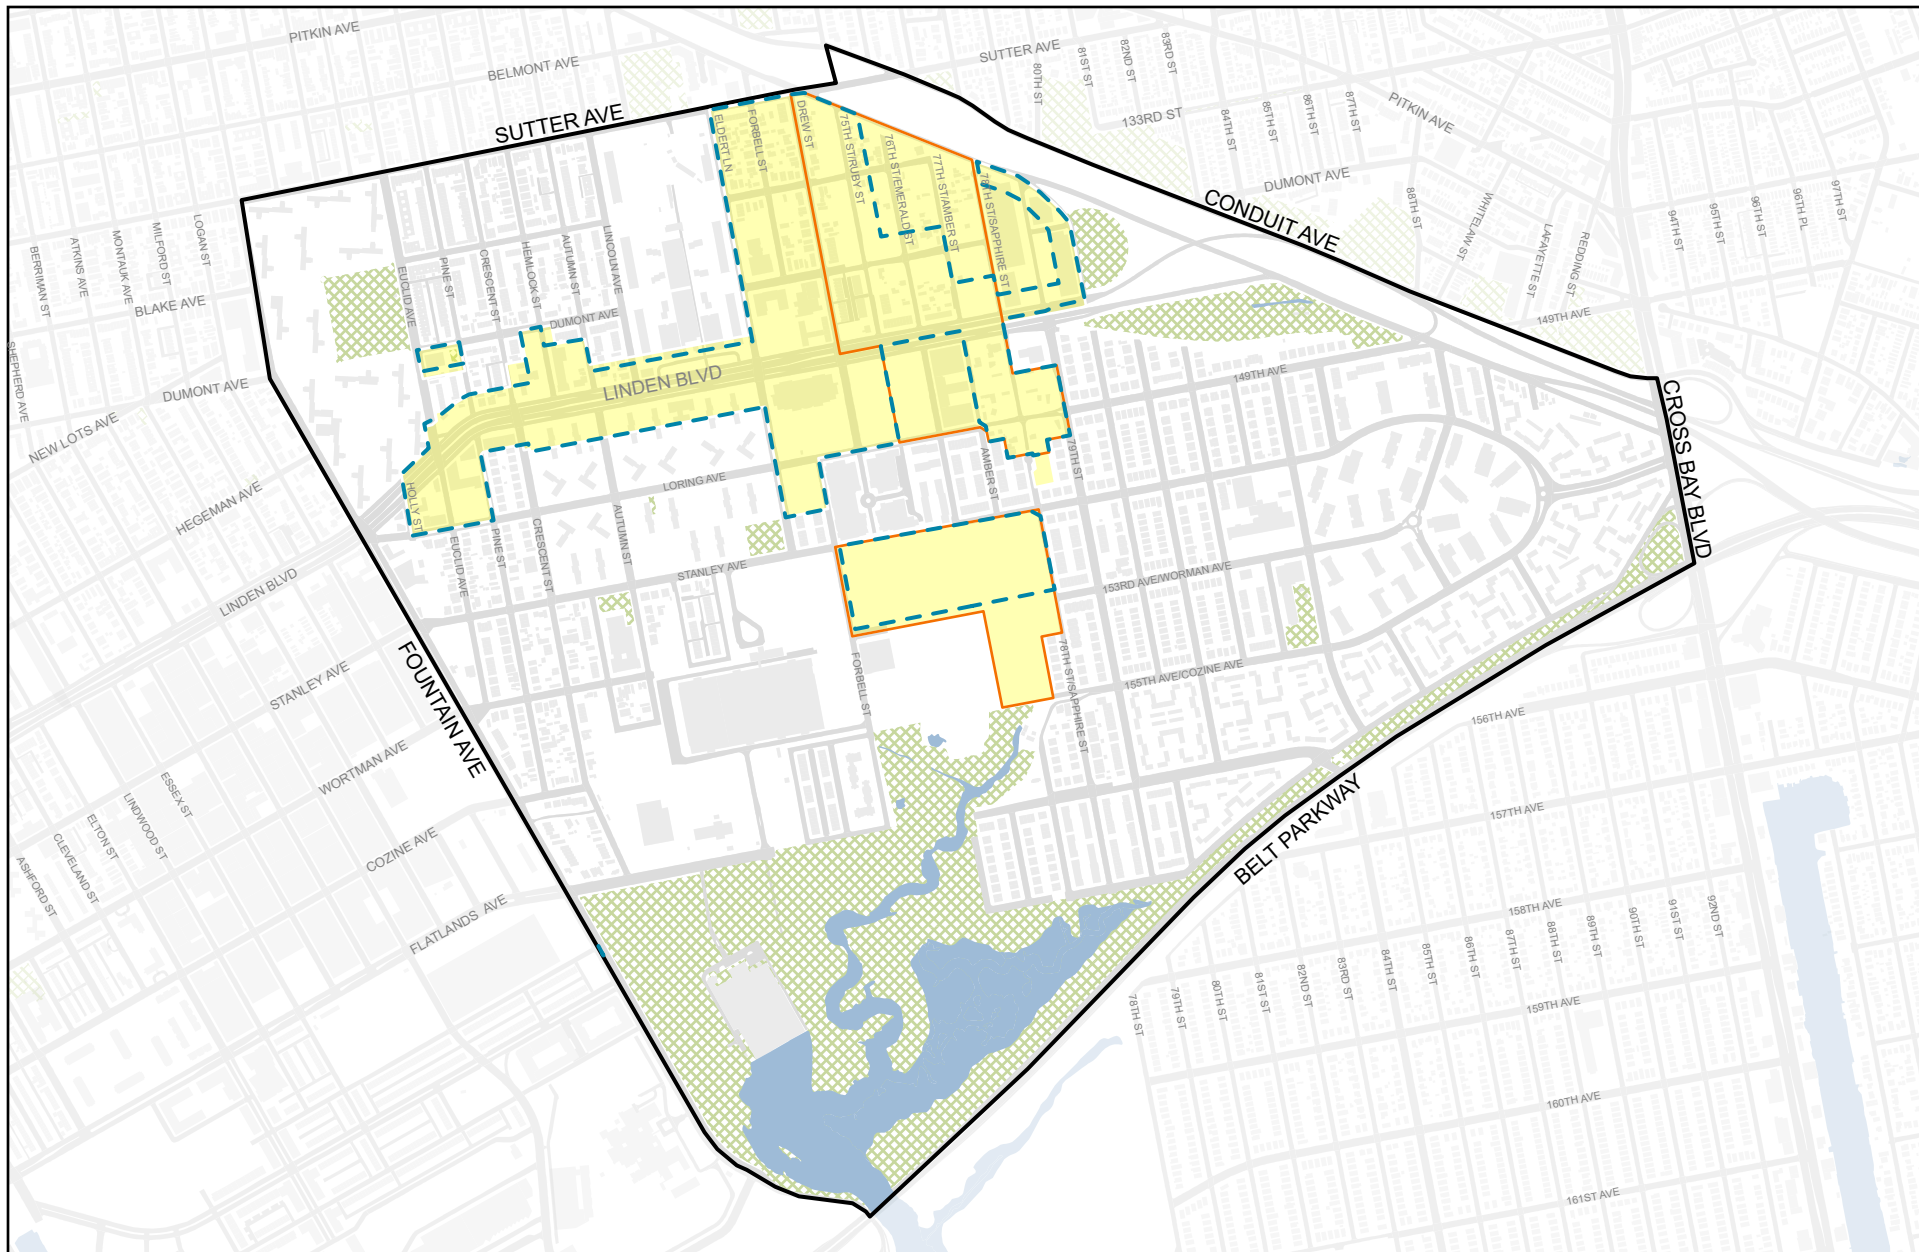 PITKIN AVE
BELMONT AVE
SUTTER AVE
SUTTER AVE
80TH ST
81ST ST
82ND ST
83RD ST
133RD ST
84TH ST
85TH ST
86TH ST
87TH ST
PITKIN AVE
DUMONT AVE
CONDUIT AVE
88TH ST
WHITELAW ST
LAFAYETTE ST
REDDING ST
149TH AVE
94TH ST
95TH ST
96TH ST
96TH PL
97TH ST
BERRIMAN ST
ATKINS AVE
MONTAUK AVE
MILFORD ST
LOGAN ST
BLAKE AVE
SHEPHERD AVE
DUMONT AVE
NEW LOTS AVE
HEGEMAN AVE
LINDEN BLVD
STANLEY AVE
WORTMAN AVE
COZINE AVE
FLATLANDS AVE
ESSEX ST
LINDWOOD ST
ELTON ST
CLEVELAND ST
ASHFORD ST
FOUNTAIN AVE
EUCLID AVE
PINE ST
CRESCENT ST
HEMLOCK ST
AUTUMN ST
LINCOLN AVE
DUMONT AVE
ELDERT LN
FORBELL ST
DREW ST
75TH ST/RUBY ST
76TH ST/EMERALD ST
77TH ST/AMBER ST
78TH ST/SAPPHIRE ST
LINDEN BLVD
149TH AVE
HOLLY ST
EUCLID AVE
PINE ST
CRESCENT ST
AUTUMN ST
LORING AVE
STANLEY AVE
AMBER ST
79TH ST
153RD AVE/WORMAN AVE
155TH AVE/COZINE AVE
FORBELL ST
78TH ST/SAPPHIRE ST
CROSS BAY BLVD
BELT PARKWAY
156TH AVE
157TH AVE
158TH AVE
159TH AVE
160TH AVE
161ST AVE
78TH ST
79TH ST
80TH ST
81ST ST
82ND ST
83RD ST
84TH ST
85TH ST
86TH ST
87TH ST
88TH ST
89TH ST
90TH ST
91ST ST
92ND ST